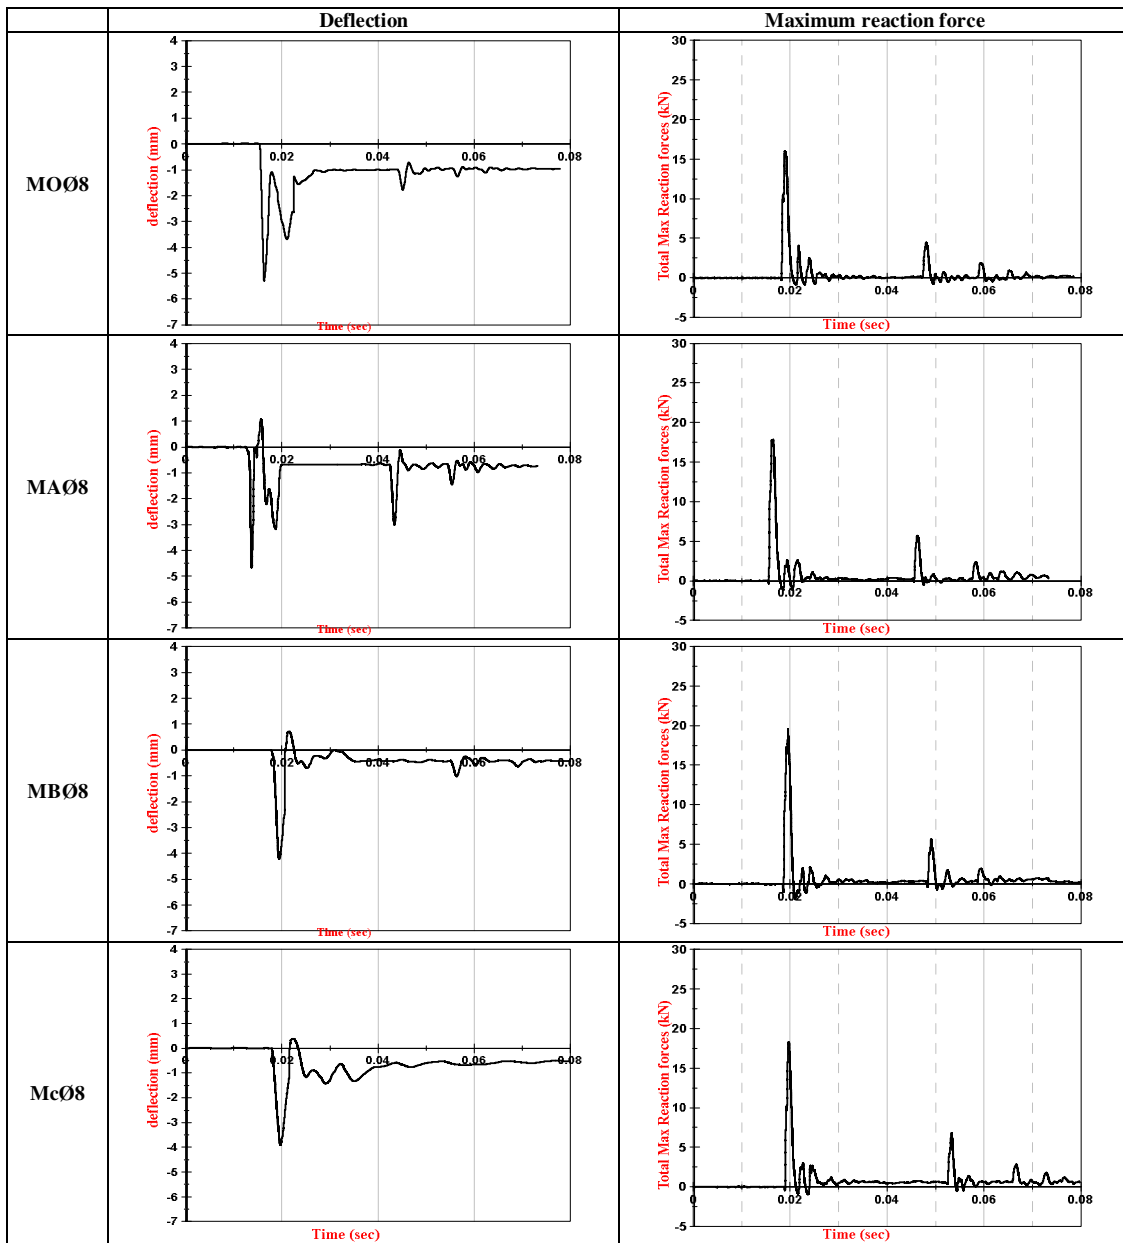 Deflection Maximum reaction force
MOØ8
4
3
2
1
0
-1
-2
-3
-4
-5
-6
-7
0 0.02 0.04 0.06 0.08
deflection (mm)
Time (sec)
30
25
20
15
10
5
0
-5
0 0.02 0.04 0.06 0.08
Total Max Reaction forces (kN)
Time (sec)
MAØ8
4
3
2
1
0
-1
-2
-3
-4
-5
-6
-7
0 0.02 0.04 0.06 0.08
deflection (mm)
Time (sec)
30
25
20
15
10
5
0
-5
0 0.02 0.04 0.06 0.08
Total Max Reaction forces (kN)
Time (sec)
MBØ8
4
3
2
1
0
-1
-2
-3
-4
-5
-6
-7
0 0.02 0.04 0.06 0.08
deflection (mm)
Time (sec)
30
25
20
15
10
5
0
-5
0 0.02 0.04 0.06 0.08
Total Max Reaction forces (kN)
Time (sec)
McØ8
4
3
2
1
0
-1
-2
-3
-4
-5
-6
-7
0 0.02 0.04 0.06 0.08
deflection (mm)
Time (sec)
30
25
20
15
10
5
0
-5
0 0.02 0.04 0.06 0.08
Total Max Reaction forces (kN)
Time (sec)